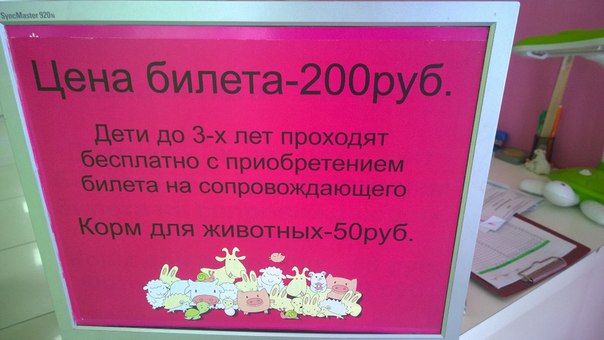 SyncMaster 920N
Цена билета-200руб.
Дети до 3-х лет проходят
бесплатно с приобретением
билета на сопровождающего
Корм для животных-50руб.